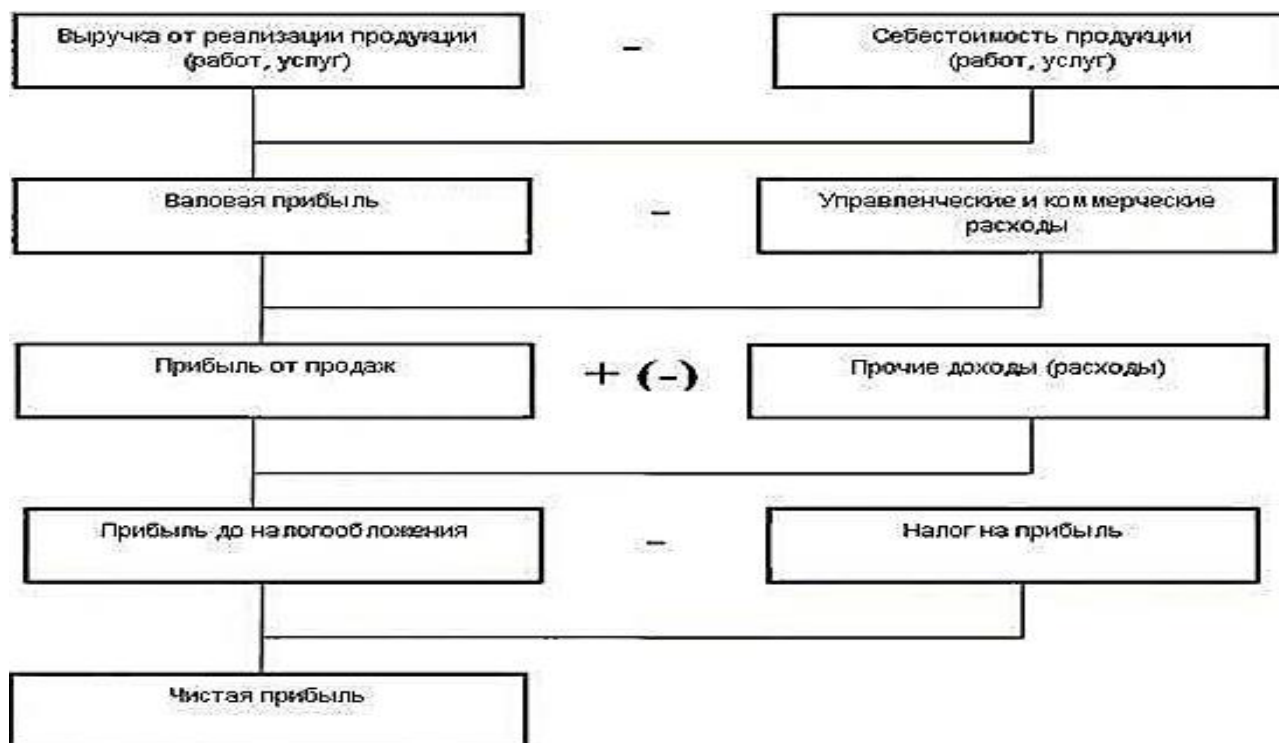 Выручка от реализации продукции
(работ, услуг)
-
Себестоимость продукции
(работ, услуг)
Валовая прибыль
-
Управленческие и коммерческие
расходы
Прибыль от продаж
+ (-)
Прочие доходы (расходы)
Прибыль до налогообложения
-
Налог на прибыль
Чистая прибыль